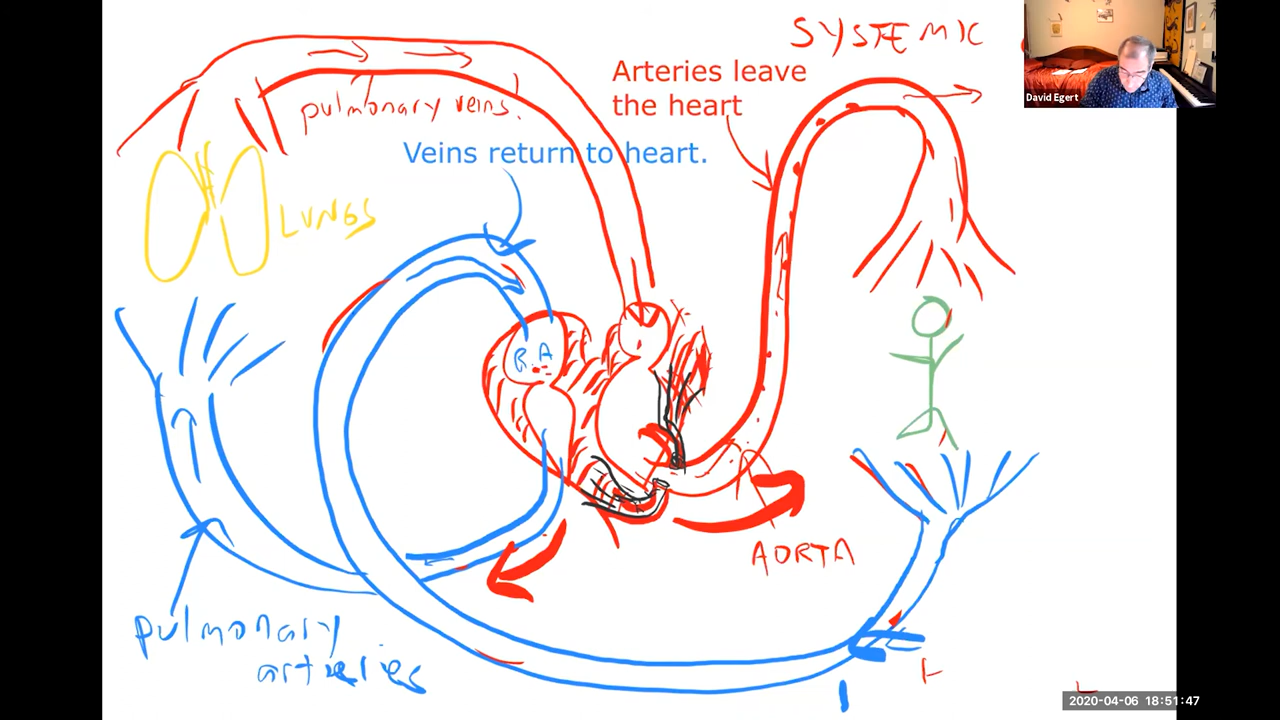 SYSTEMIC
Arteries leave
the heart
David Egert
pulmonary veins
Veins return to heart.
LUNGS
R.A
AORTA
pulmonary
arteries
2020-04-06 18:51:47